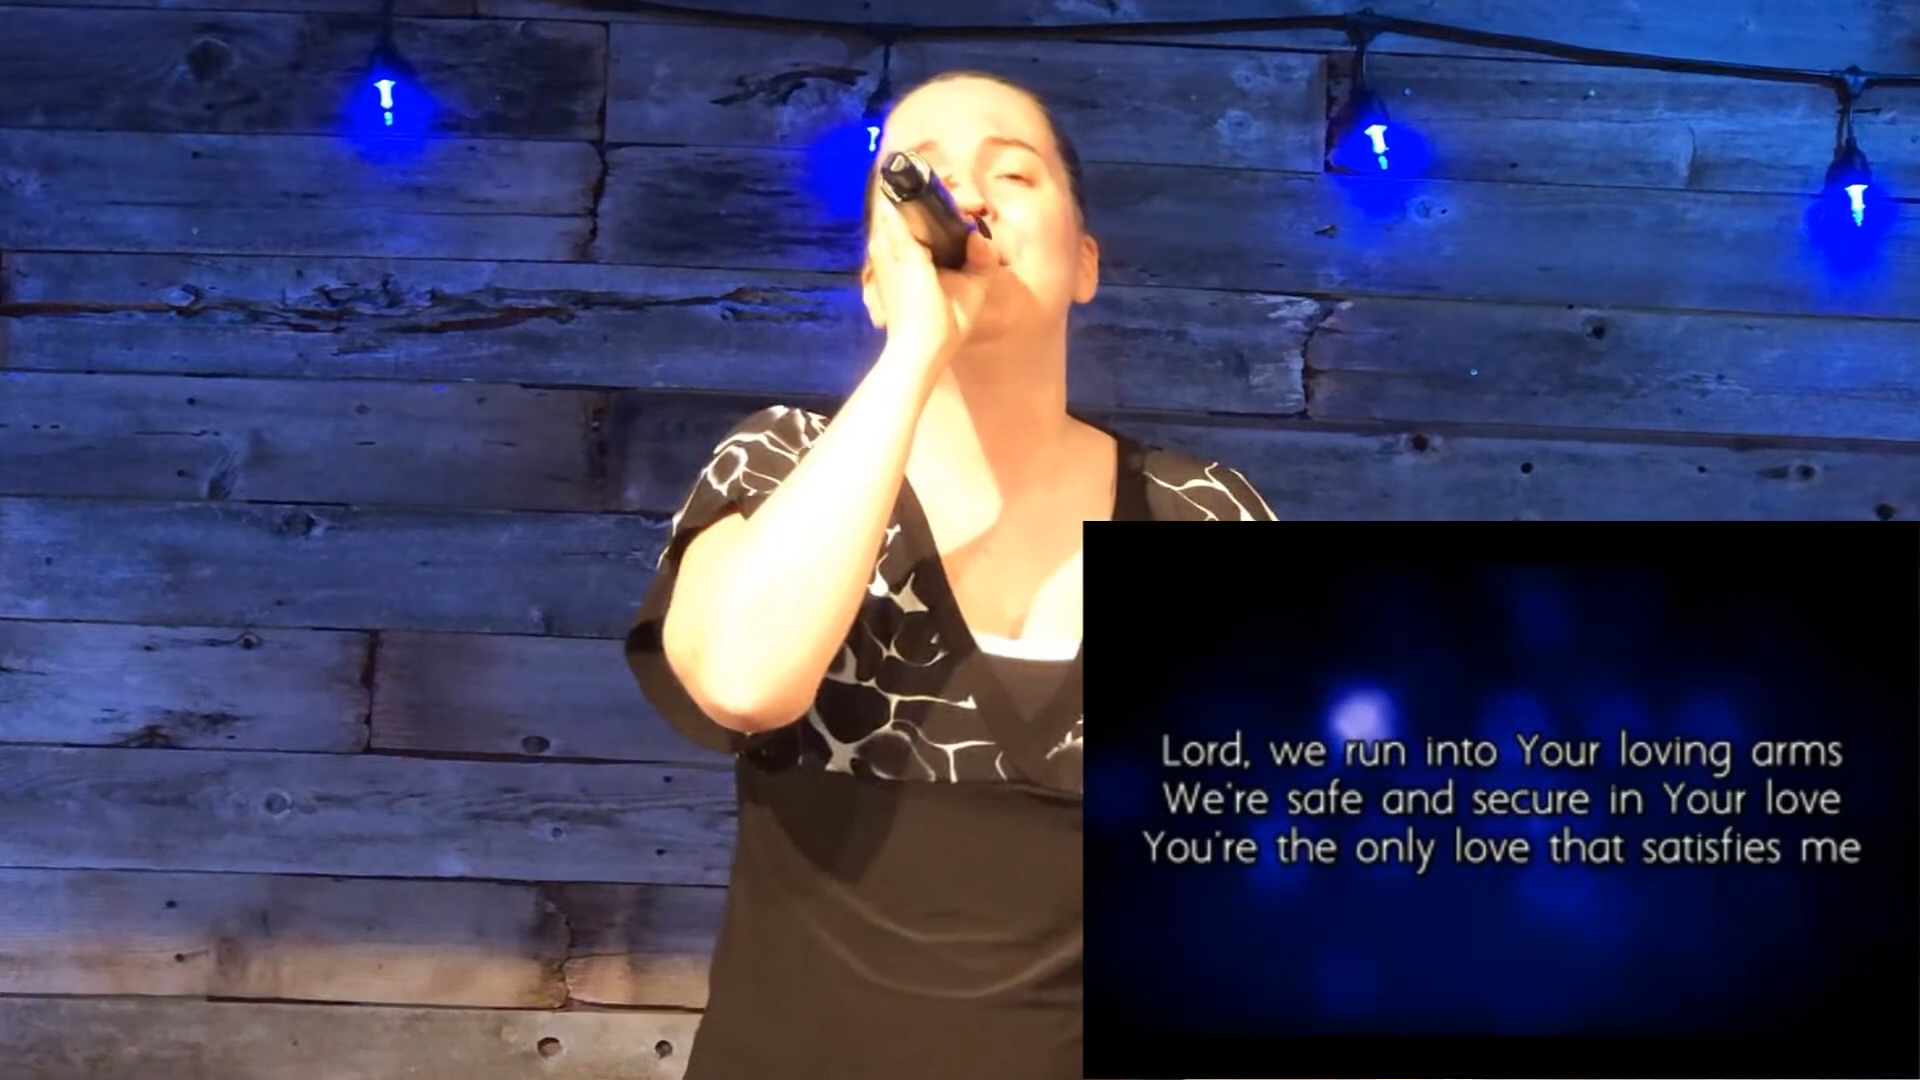 Lord, we run into Your loving arms
We're safe and secure in Your love
You're the only love that satisfies me